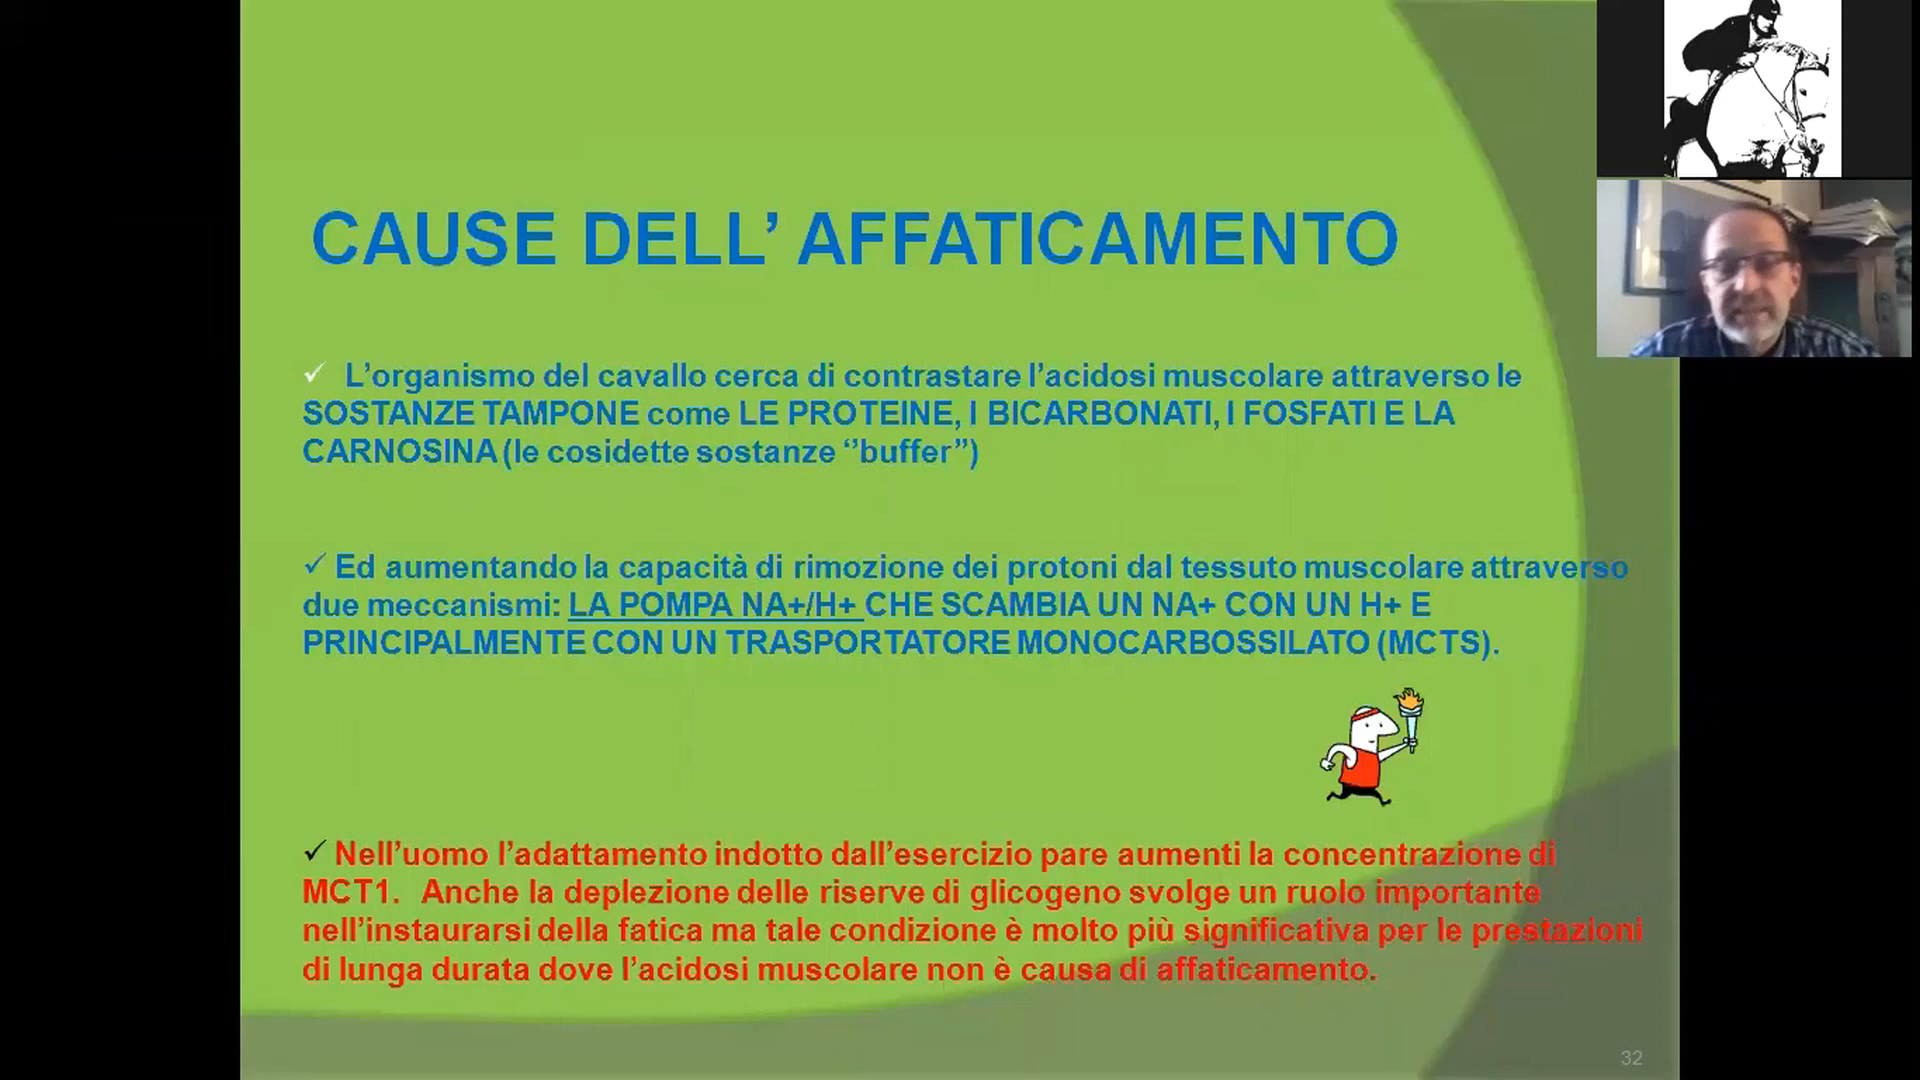 CAUSE DELL’ AFFATICAMENTO
✓ L’organismo del cavallo cerca di contrastare l’acidosi muscolare attraverso le
SOSTANZE TAMPONE come LE PROTEINE, I BICARBONATI, I FOSFATI E LA
CARNOSINA (le cosidette sostanze ‘’buffer’’)
✓ Ed aumentando la capacità di rimozione dei protoni dal tessuto muscolare attraverso
due meccanismi: LA POMPA NA+/H+ CHE SCAMBIA UN NA+ CON UN H+ E
PRINCIPALMENTE CON UN TRASPORTATORE MONOCARBOSSILATO (MCTS).
✓ Nell’uomo l’adattamento indotto dall’esercizio pare aumenti la concentrazione di
MCT1. Anche la deplezione delle riserve di glicogeno svolge un ruolo importante
nell’instaurarsi della fatica ma tale condizione è molto più significativa per le prestazioni
di lunga durata dove l’acidosi muscolare non è causa di affaticamento.
32